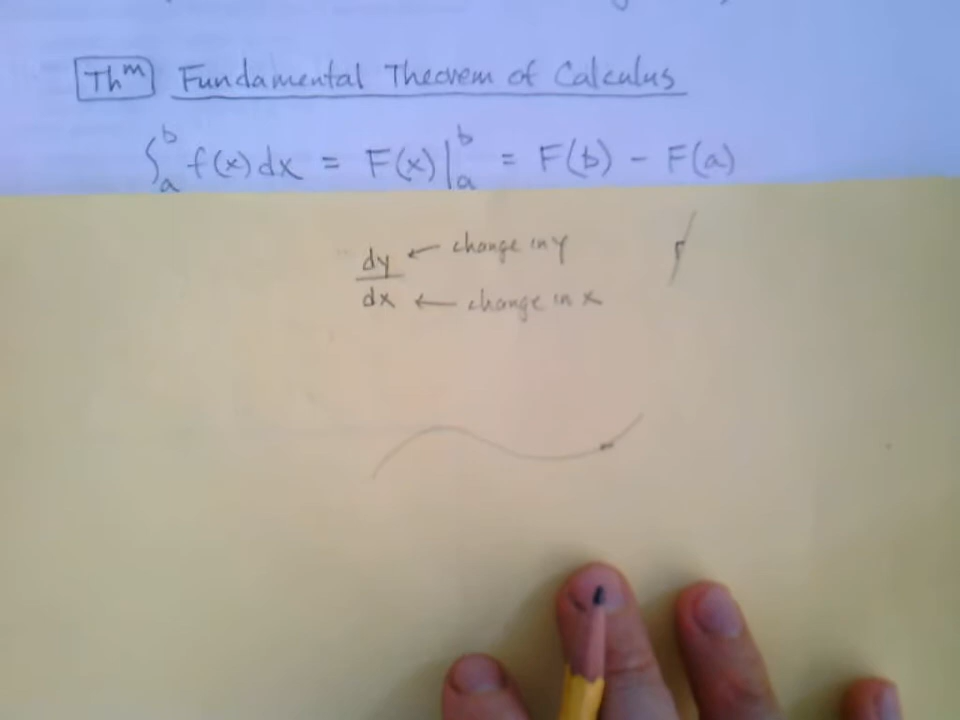 Thᵐ Fundamental Theorem of Calculus
∫ₐᵇ f(x) dx = F(x)|ₐᵇ = F(b) - F(a)
dy ← change in y
dx ← change in x